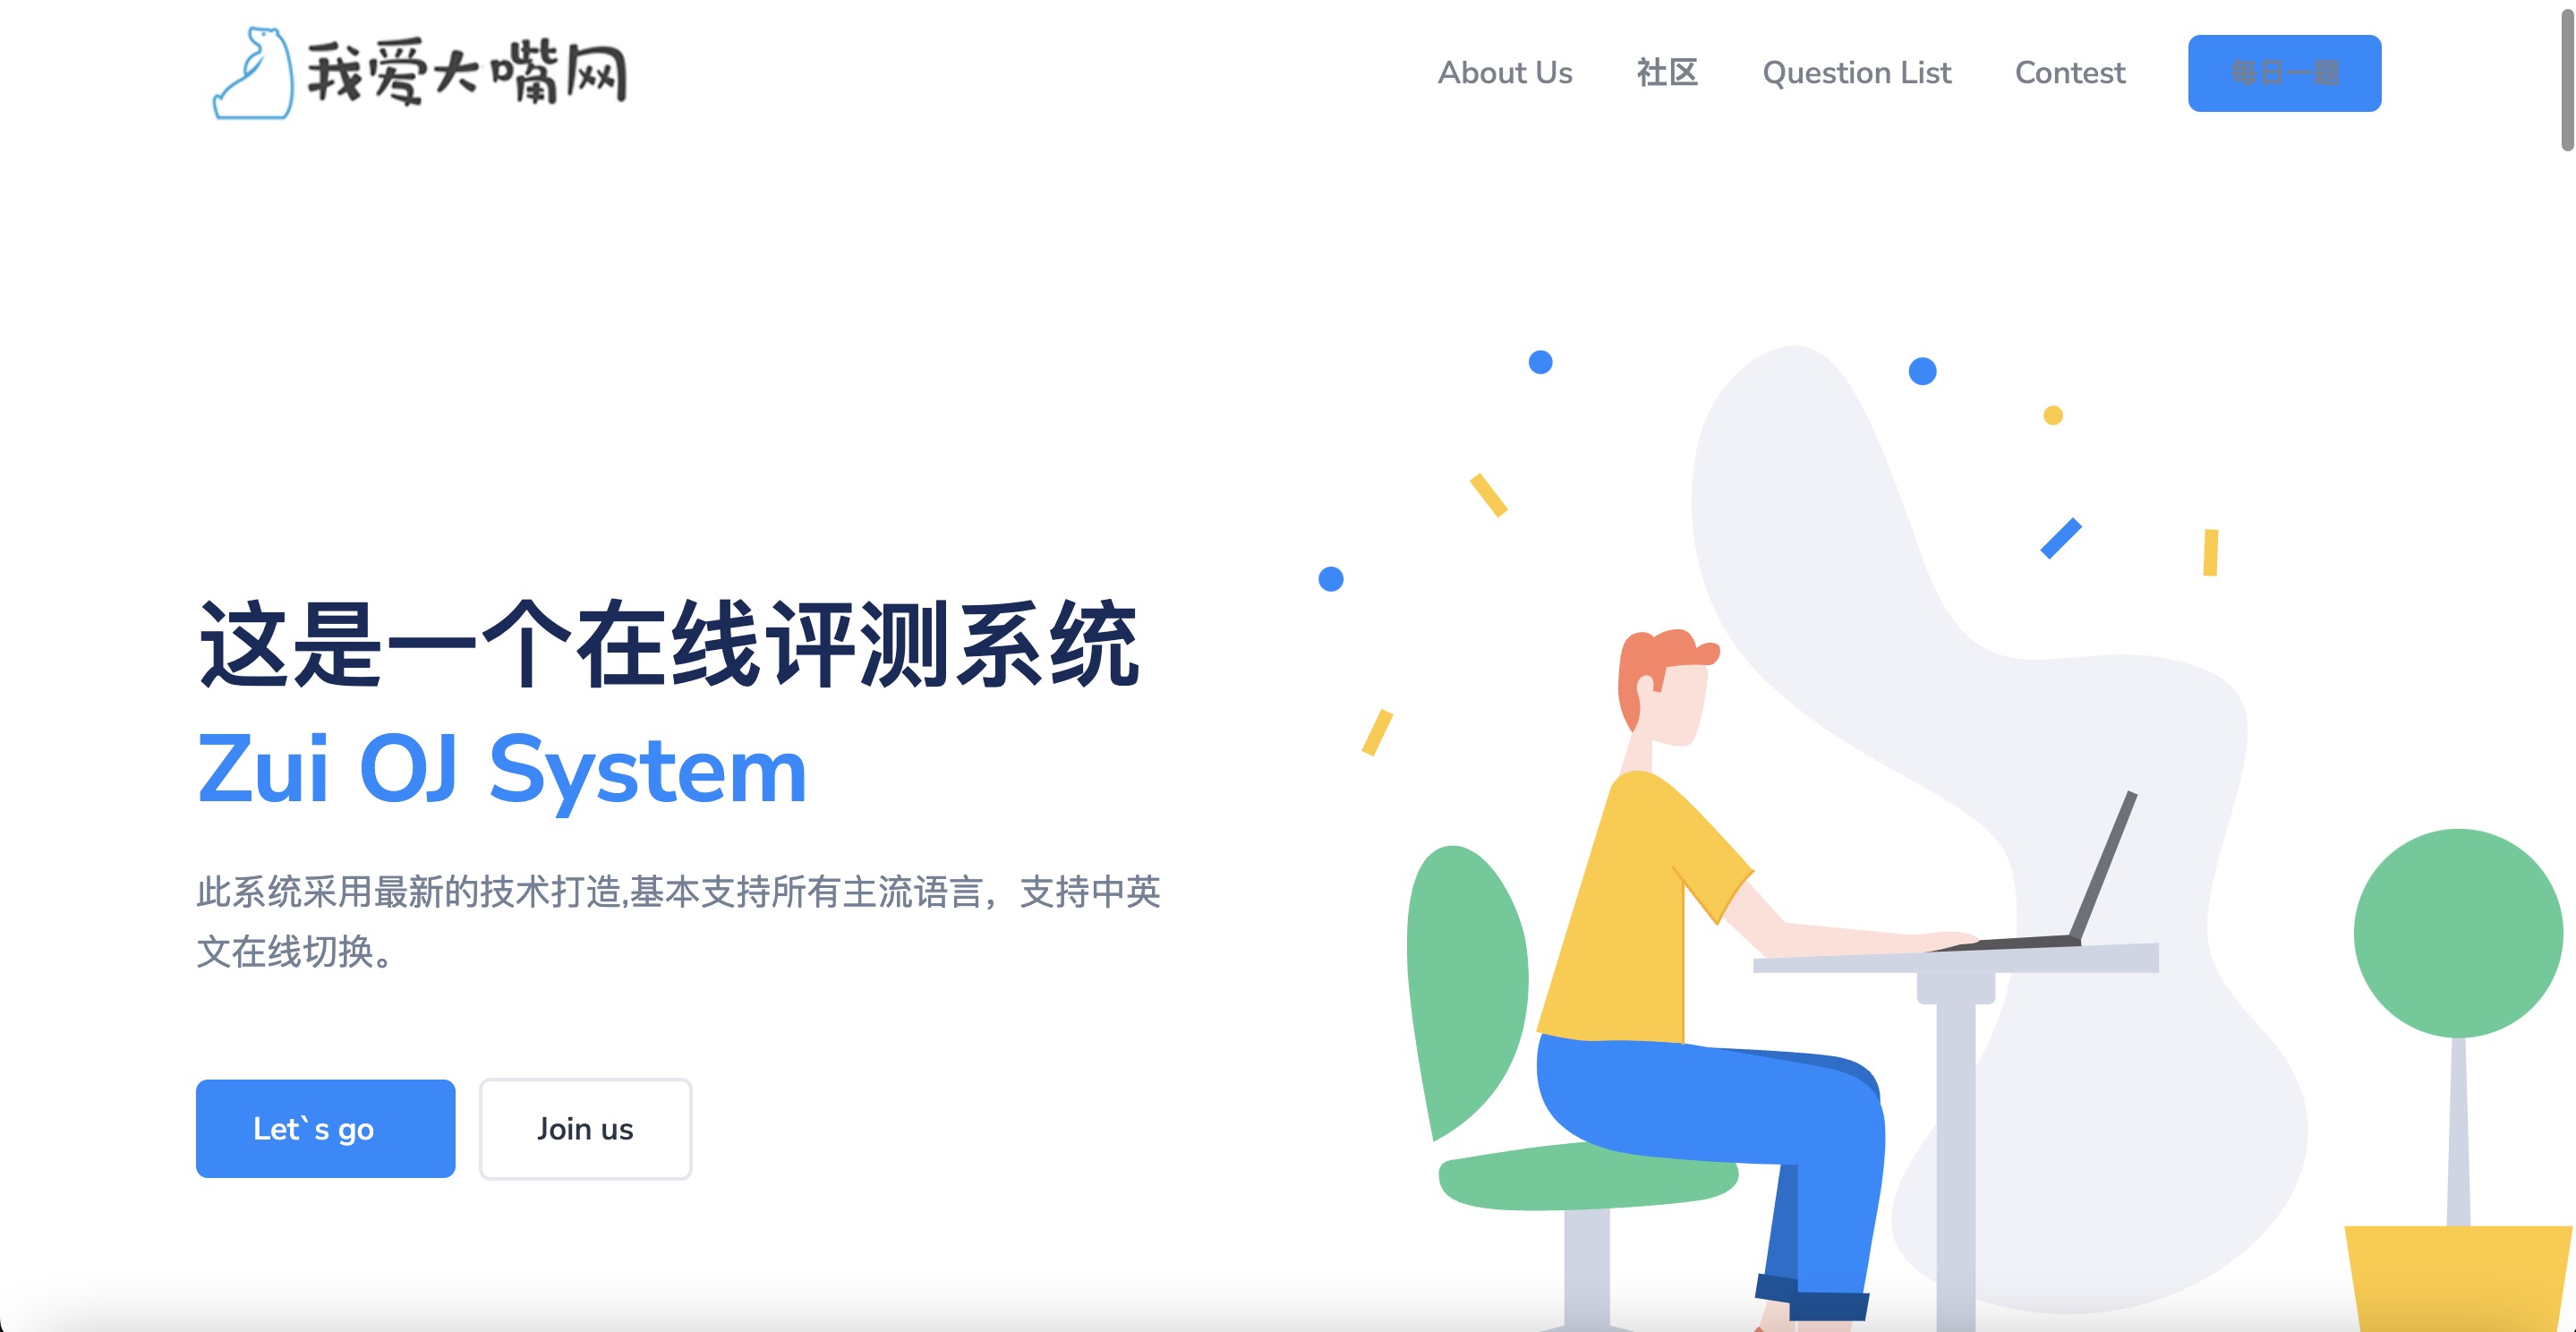 我爱大嘴网
About Us 社区 Question List Contest 每日一题
这是一个在线评测系统
Zui OJ System
此系统采用最新的技术打造,基本支持所有主流语言，支持中英
文在线切换。
Let`s go Join us